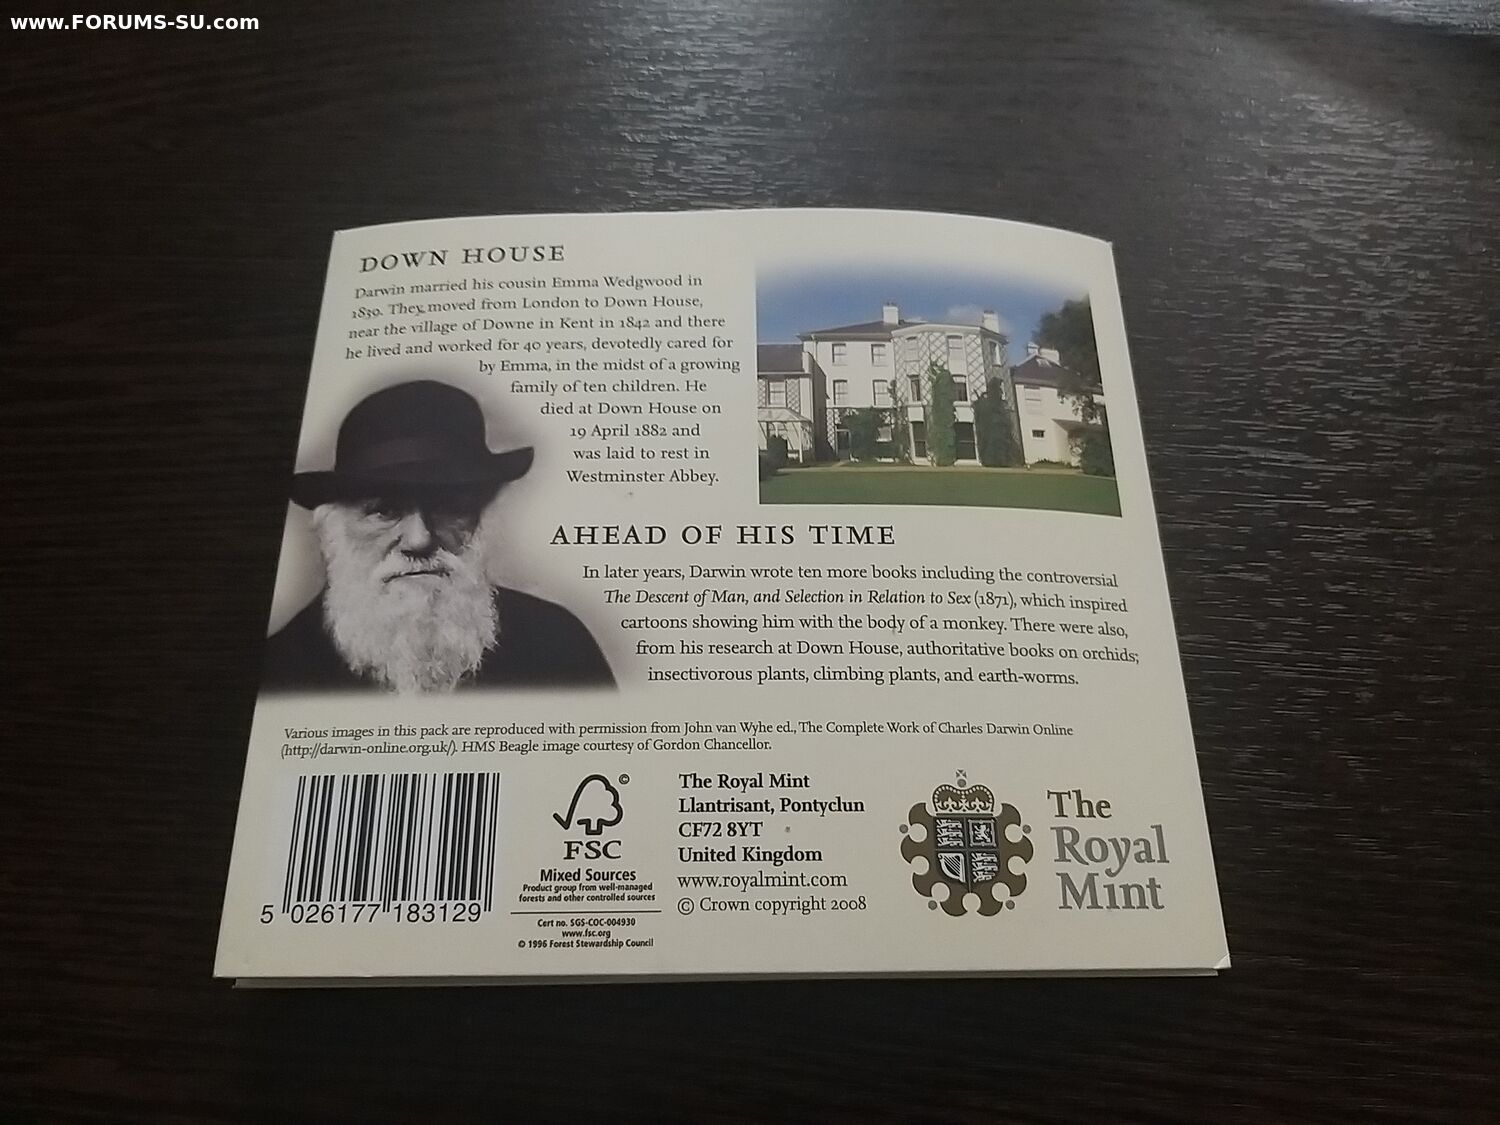 www.FORUMS-SU.com
DOWN HOUSE
Darwin married his cousin Emma Wedgwood in
1839. They moved from London to Down House,
near the village of Downe in Kent in 1842 and there
he lived and worked for 40 years, devotedly cared for
by Emma, in the midst of a growing
family of ten children. He
died at Down House on
19 April 1882 and
was laid to rest in
Westminster Abbey.
AHEAD OF HIS TIME
In later years, Darwin wrote ten more books including the controversial
The Descent of Man, and Selection in Relation to Sex (1871), which inspired
cartoons showing him with the body of a monkey. There were also,
from his research at Down House, authoritative books on orchids;
insectivorous plants, climbing plants, and earth-worms.
Various images in this pack are reproduced with permission from John van Wyhe ed., The Complete Work of Charles Darwin Online
(http://darwin-online.org.uk/). HMS Beagle image courtesy of Gordon Chancellor.
5 026177 183129
©
FSC
Mixed Sources
Product group from well-managed
forests and other controlled sources
Cert no. SGS-COC-004930
www.fsc.org
© 1996 Forest Stewardship Council
The Royal Mint
Llantrisant, Pontyclun
CF72 8YT
United Kingdom
www.royalmint.com
© Crown copyright 2008
The
Royal
Mint